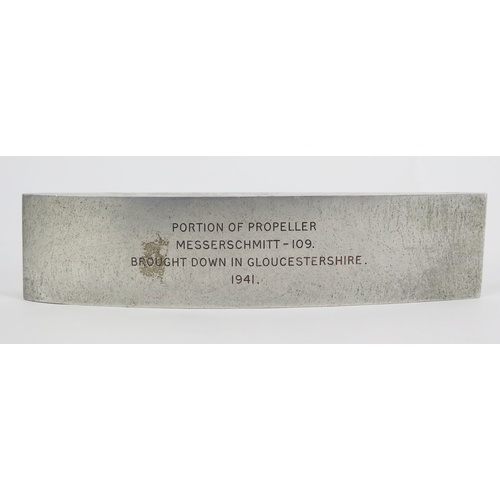 PORTION OF PROPELLER
MESSERSCHMITT - 109.
BROUGHT DOWN IN GLOUCESTERSHIRE.
1941.